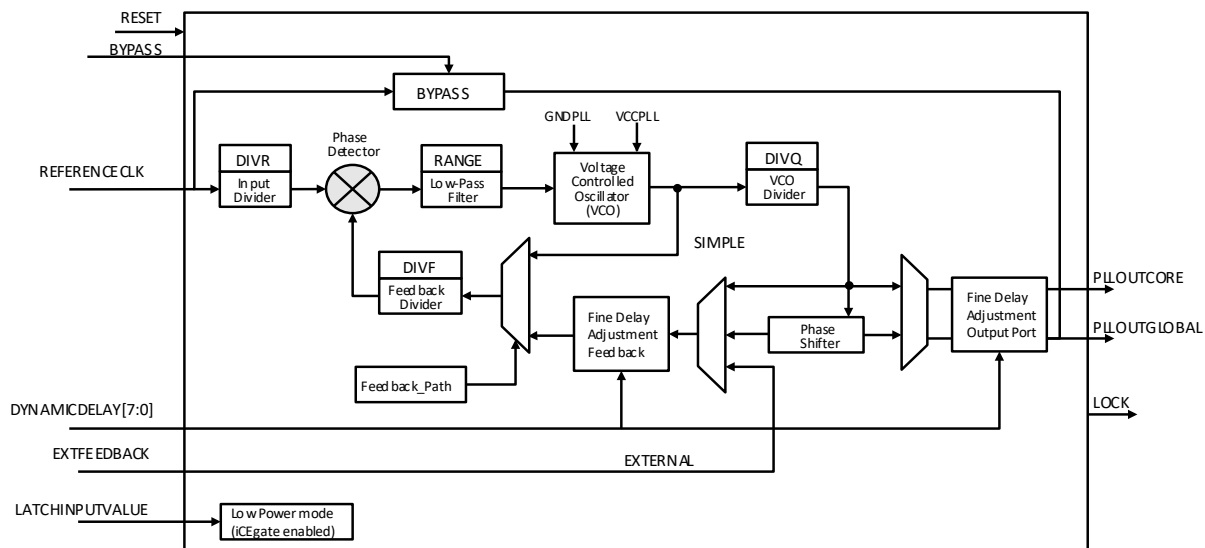 RESET
BYPASS
BYPASS
GNDPLL
VCCPLL
Phase
Detector
DIVR
RANGE
DIVQ
REFERENCECLK
Input
Divider
Low-Pass
Filter
Voltage
Controlled
Oscillator
(VCO)
VCO
Divider
SIMPLE
DIVF
Feedback
Divider
PLLOUTCORE
Fine Delay
Adjustment
Feedback
Phase
Shifter
Fine Delay
Adjustment
Output Port
PLLOUTGLOBAL
Feedback_Path
DYNAMICDELAY[7:0]
LOCK
EXTFEEDBACK
EXTERNAL
LATCHINPUTVALUE
Low Power mode
(iCEgate enabled)